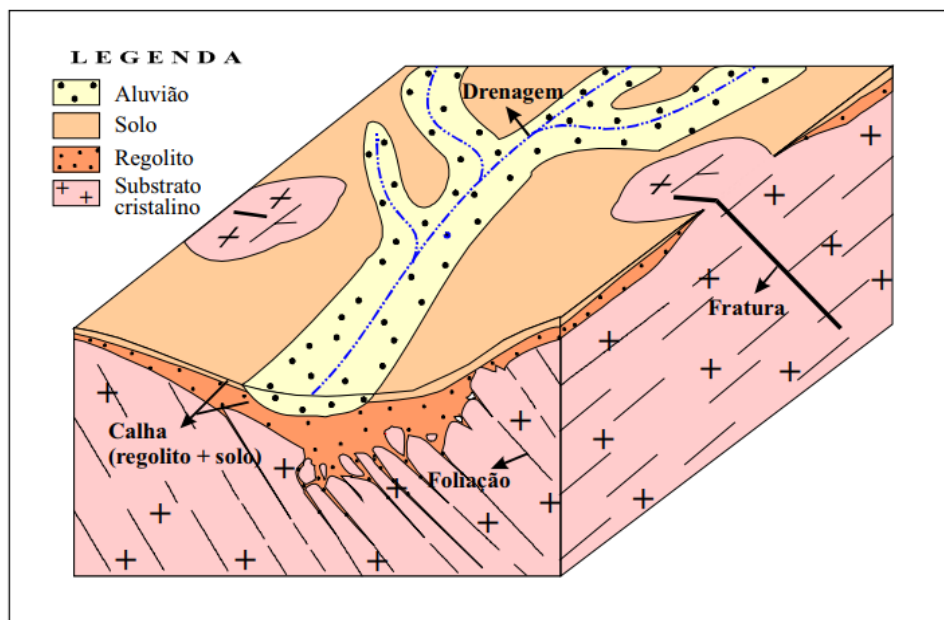 LEGENDA
Aluvião
Solo
Regolito
Substrato
cristalino
Drenagem
Fratura
Calha
(regolito + solo)
Foliação